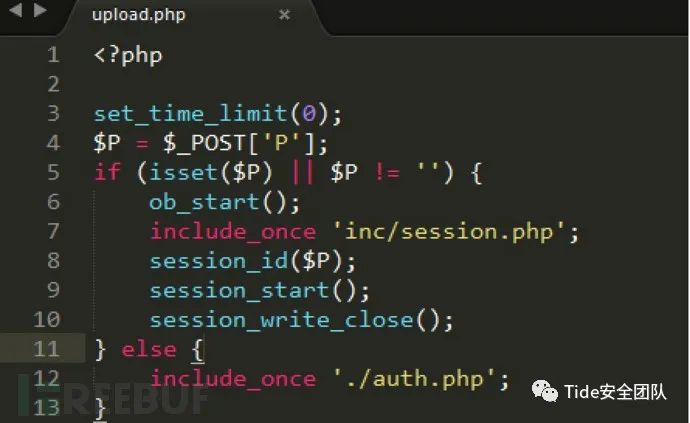 upload.php ×
1 <?php
2
3 set_time_limit(0);
4 $P = $_POST['P'];
5 if (isset($P) || $P != '') {
6     ob_start();
7     include_once 'inc/session.php';
8     session_id($P);
9     session_start();
10     session_write_close();
11 } else {
12     include_once './auth.php';
13 }
REEBUF
Tide安全团队